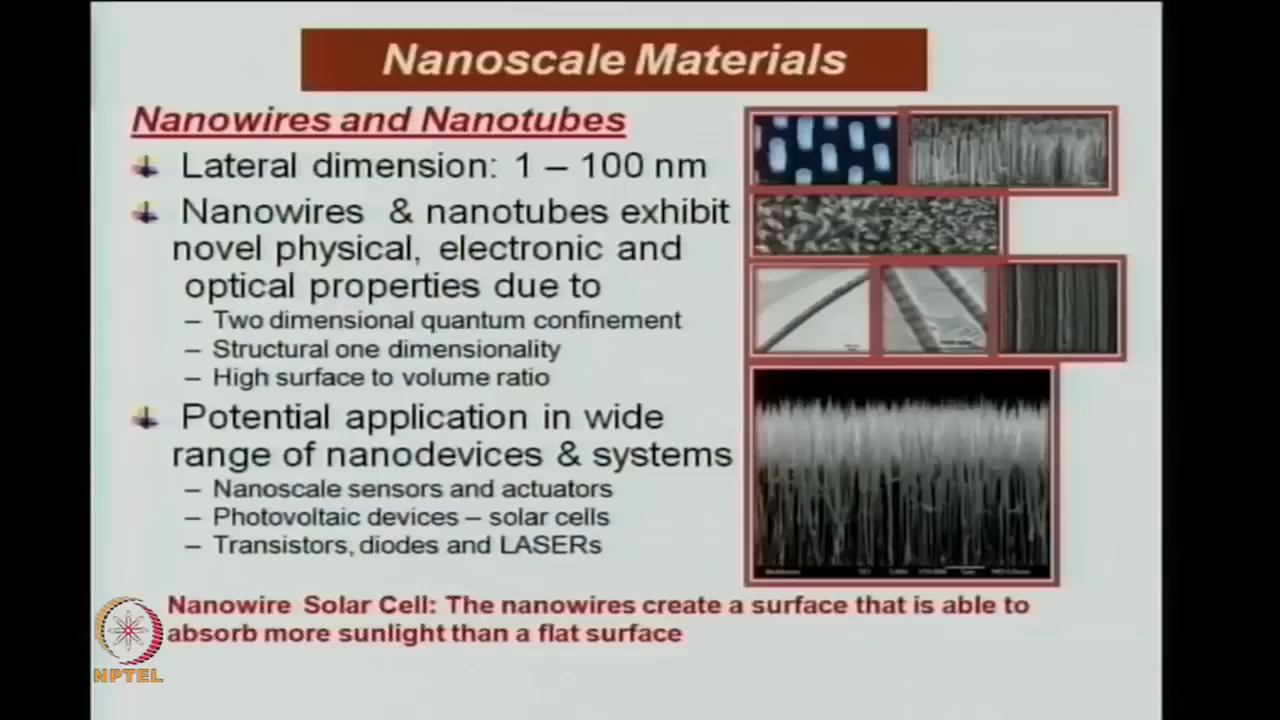 Nanoscale Materials
Nanowires and Nanotubes
Lateral dimension: 1 – 100 nm
Nanowires & nanotubes exhibit
novel physical, electronic and
optical properties due to
– Two dimensional quantum confinement
– Structural one dimensionality
– High surface to volume ratio
Potential application in wide
range of nanodevices & systems
– Nanoscale sensors and actuators
– Photovoltaic devices – solar cells
– Transistors, diodes and LASERs
Nanowire Solar Cell: The nanowires create a surface that is able to
absorb more sunlight than a flat surface
NPTEL